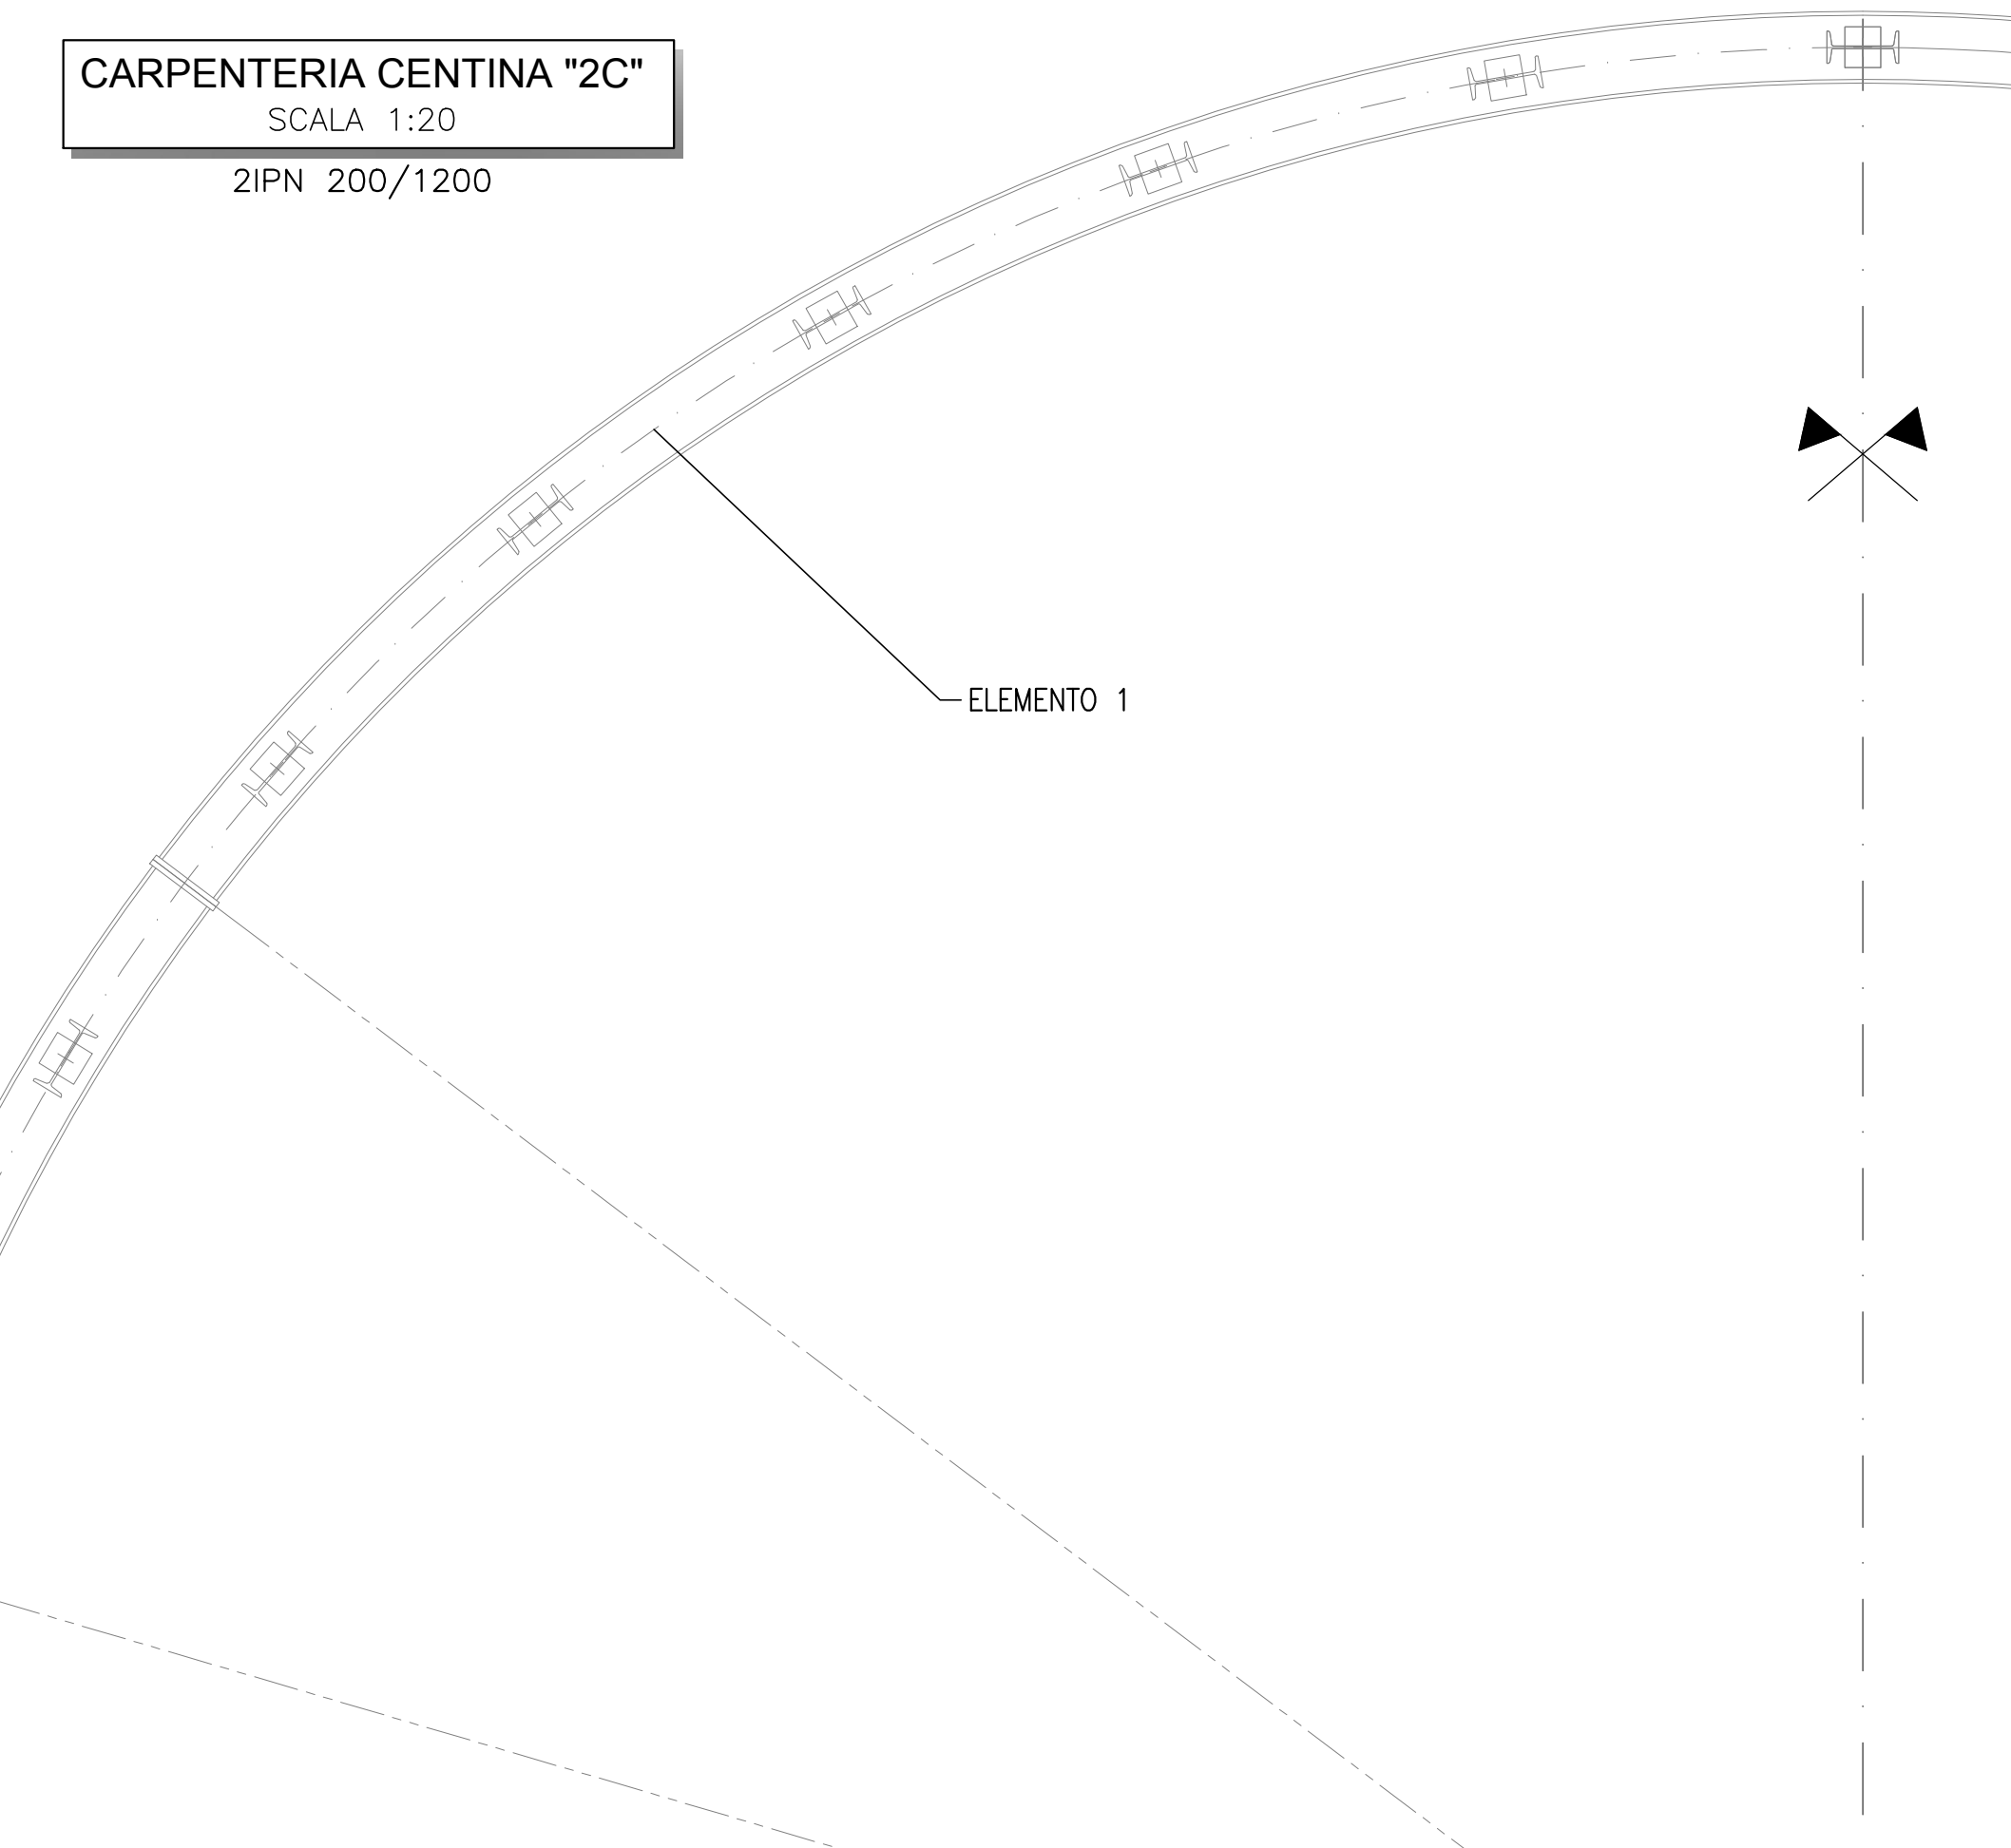 CARPENTERIA CENTINA "2C"
SCALA 1:20
2IPN 200/1200
ELEMENTO 1